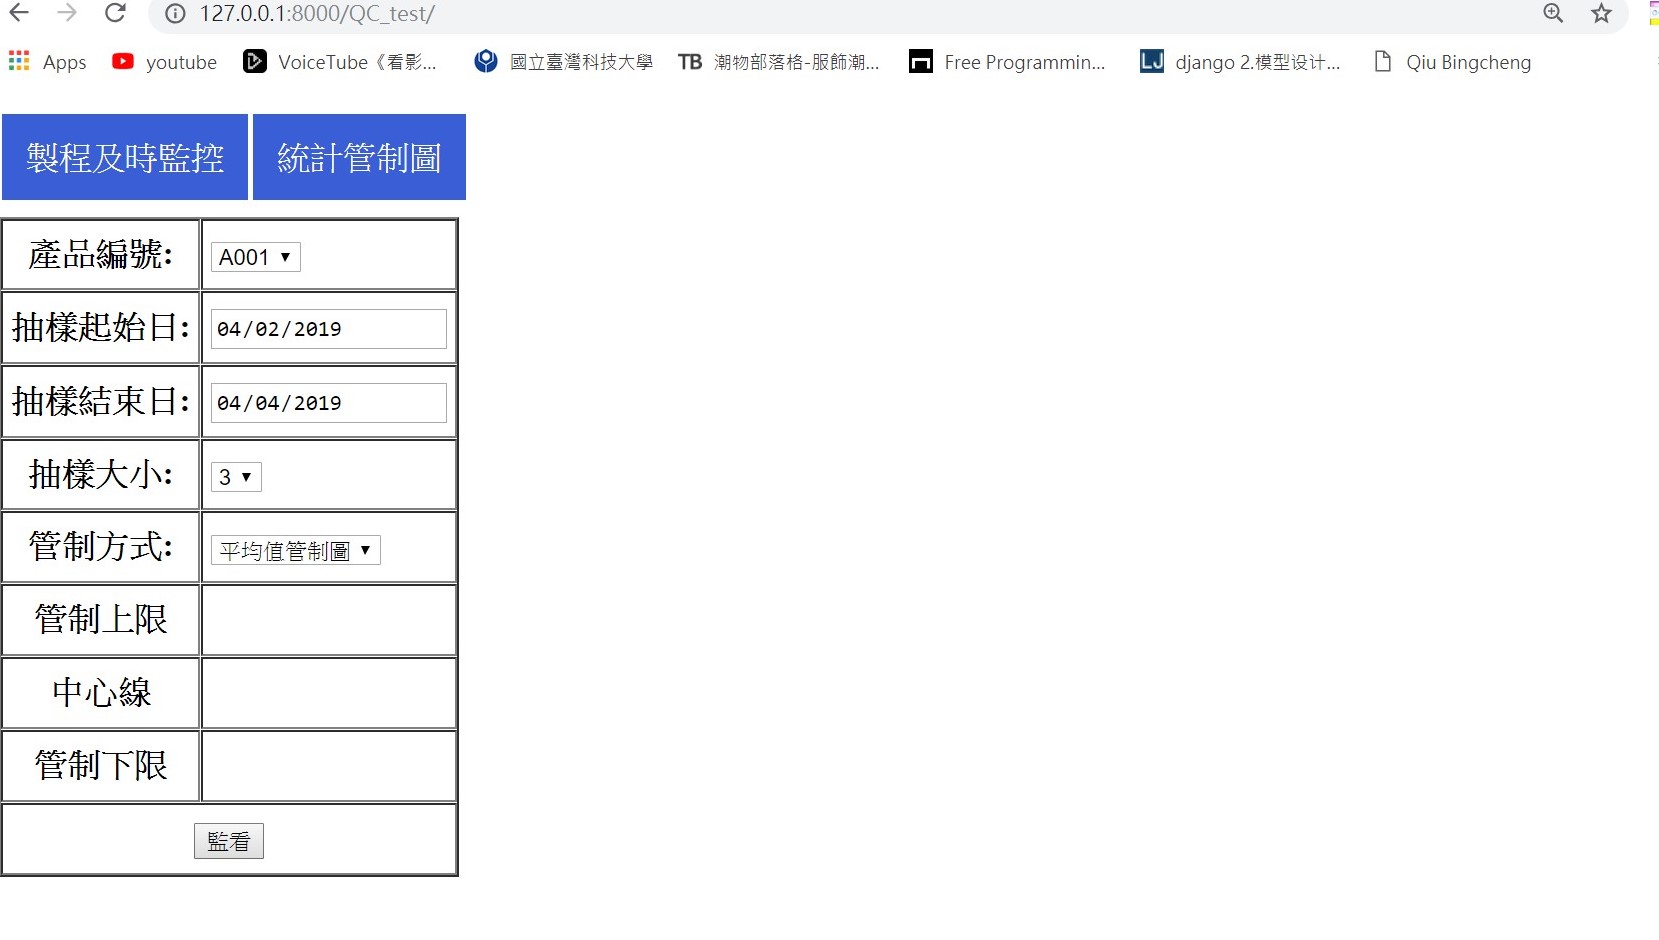 127.0.0.1:8000/QC_test/
Apps youtube VoiceTube《看影... 國立臺灣科技大學 TB 潮物部落格-服飾潮... Free Programmin... LJ django 2.模型设计... Qiu Bingcheng
製程及時監控 統計管制圖
產品編號: A001
抽樣起始日: 04/02/2019
抽樣結束日: 04/04/2019
抽樣大小: 3
管制方式: 平均值管制圖
管制上限
中心線
管制下限
監看